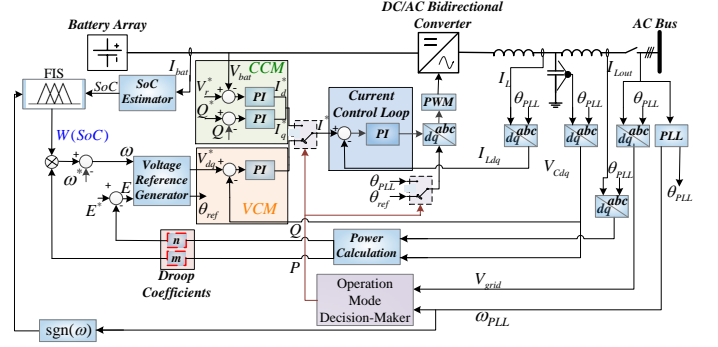 DC/AC Bidirectional
Converter
Battery Array
AC Bus
I_bat
V_bat
CCM
FIS
SoC
SoC
Estimator
V_r^*
I_d^*
PI
Q^*
PI
Q
I_q^*
I^*
Current
Control Loop
PI
PWM
dq
abc
I_L
θ_PLL
I_Lout
θ_PLL
θ_PLL
abc
dq
abc
dq
abc
dq
PLL
W(SoC)
ω
ω^*
E
E^*
Voltage
Reference
Generator
V_dq^*
PI
θ_ref
VCM
I_Ldq
V_Cdq
θ_PLL
θ_ref
θ_PLL
abc
dq
θ_PLL
n
m
Droop
Coefficients
Q
P
Power
Calculation
Operation
Mode
Decision-Maker
V_grid
ω_PLL
sgn(ω)
+
-
+
-
+
-
+
-
+
-
+
-